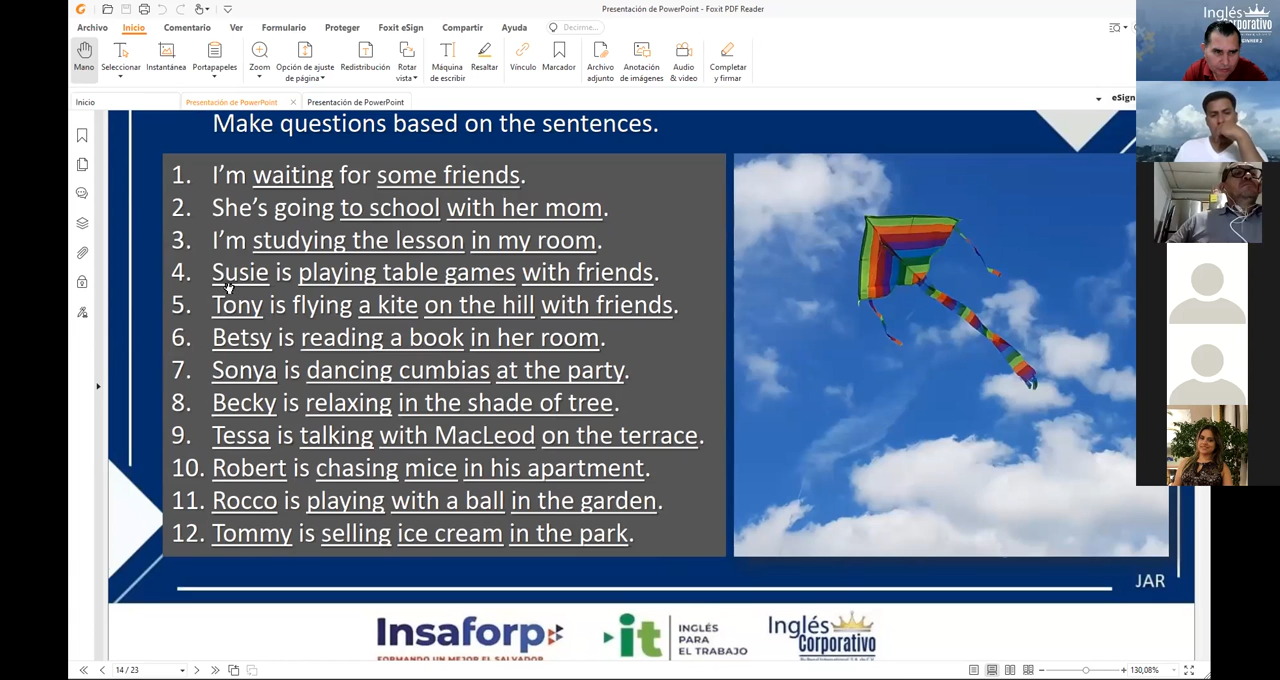 Presentación de PowerPoint - Foxit PDF Reader
Archivo Inicio Comentario Ver Formulario Proteger Foxit eSign Compartir Ayuda Decirme...
Mano Seleccionar Instantánea Portapapeles Zoom Opción de ajuste de página Redistribución Rotar vista Máquina de escribir Resaltar Vínculo Marcador Archivo adjunto Anotación de imágenes Audio & video Completar y firmar
Inicio Presentación de PowerPoint Presentación de PowerPoint eSign
Inglés
Corporativo
Make questions based on the sentences.
1. I'm waiting for some friends.
2. She's going to school with her mom.
3. I'm studying the lesson in my room.
4. Susie is playing table games with friends.
5. Tony is flying a kite on the hill with friends.
6. Betsy is reading a book in her room.
7. Sonya is dancing cumbias at the party.
8. Becky is relaxing in the shade of tree.
9. Tessa is talking with MacLeod on the terrace.
10. Robert is chasing mice in his apartment.
11. Rocco is playing with a ball in the garden.
12. Tommy is selling ice cream in the park.
JAR
Insaforp
FORMANDO UN MEJOR EL SALVADOR
it INGLÉS
PARA
EL TRABAJO
Inglés
Corporativo
14 / 23
130,08%